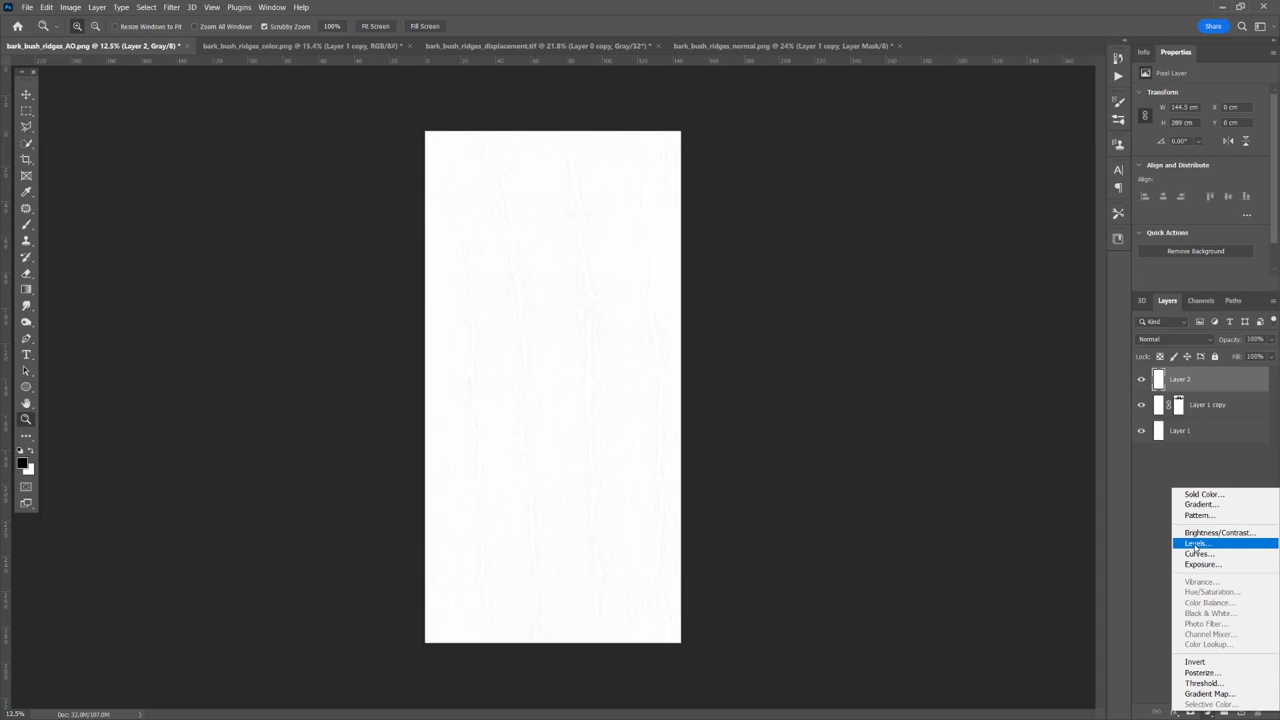 File Edit Image Layer Type Select Filter 3D View Plugins Window Help
Resize Windows to Fit Zoom All Windows Scrubby Zoom 100% Fit Screen Fill Screen Share
bark_bush_ridges_AO.png @ 12.5% (Layer 2, Gray/8) * × bark_bush_ridges_color.png @ 15.4% (Layer 1 copy, RGB/8#) * × bark_bush_ridges_displacement.tif @ 21.8% (Layer 0 copy, Gray/32*) * × bark_bush_ridges_normal.png @ 24% (Layer 1 copy, Layer Mask/8) * ×
Info Properties
Pixel Layer
Transform
W 144.5 cm X 0 cm
H 289 cm Y 0 cm
0,00°
Align and Distribute
Align:
Quick Actions
Remove Background
3D Layers Channels Paths
Kind
Normal Opacity: 100%
Lock: Fill: 100%
Layer 2
Layer 1 copy
Layer 1
Solid Color...
Gradient...
Pattern...
Brightness/Contrast...
Levels...
Curves...
Exposure...
Vibrance...
Hue/Saturation...
Color Balance...
Black & White...
Photo Filter...
Channel Mixer...
Color Lookup...
Invert
Posterize...
Threshold...
Gradient Map...
Selective Color...
12.5% Doc: 32.0M/107.0M